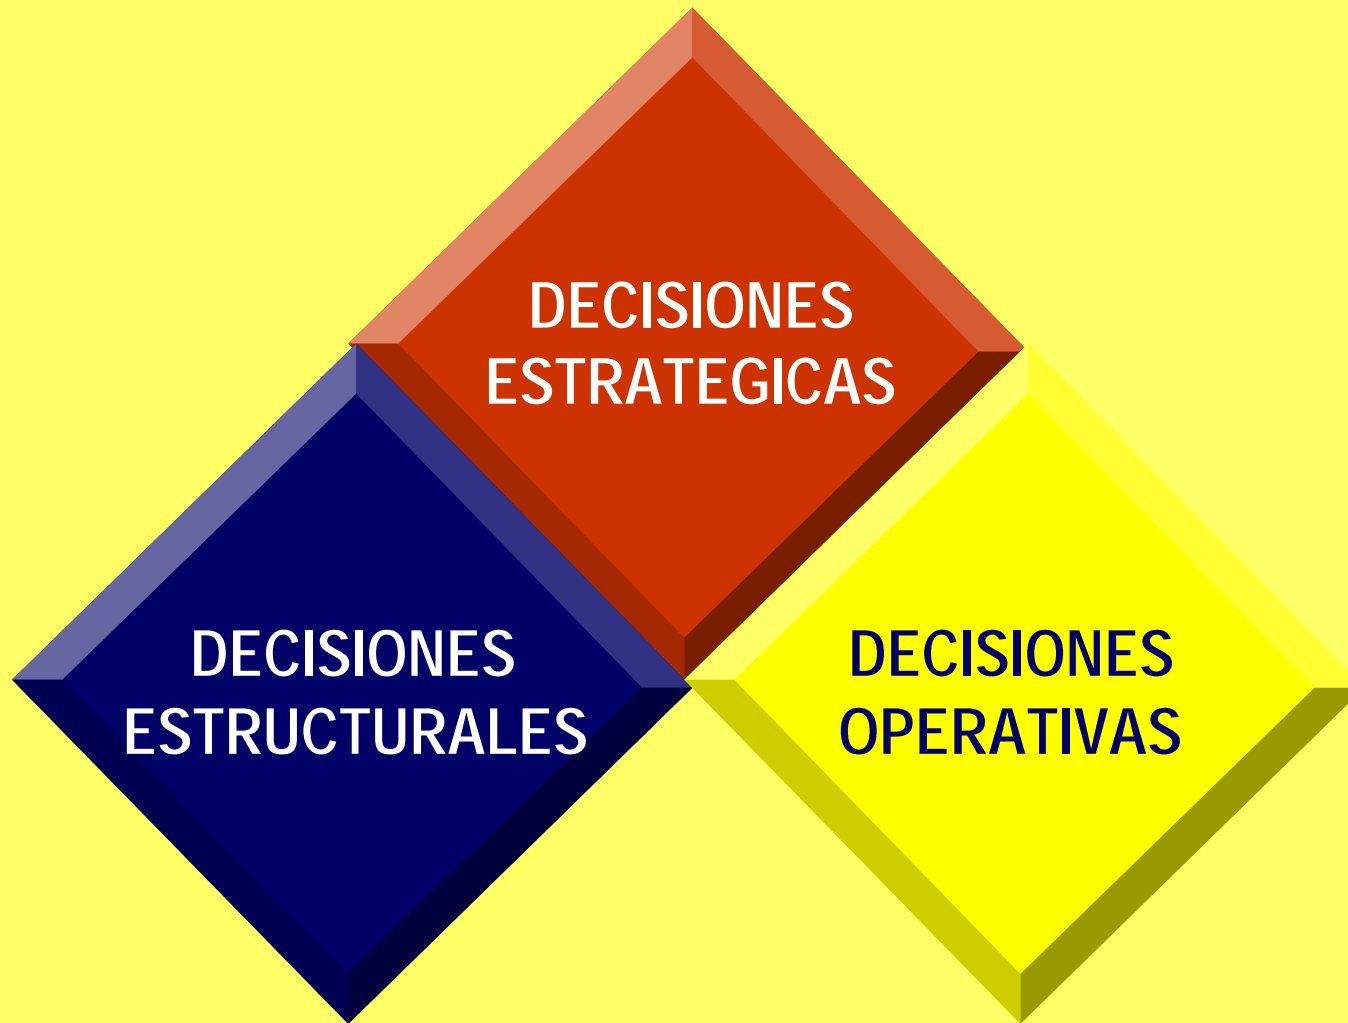 DECISIONES
ESTRATEGICAS
DECISIONES
ESTRUCTURALES
DECISIONES
OPERATIVAS